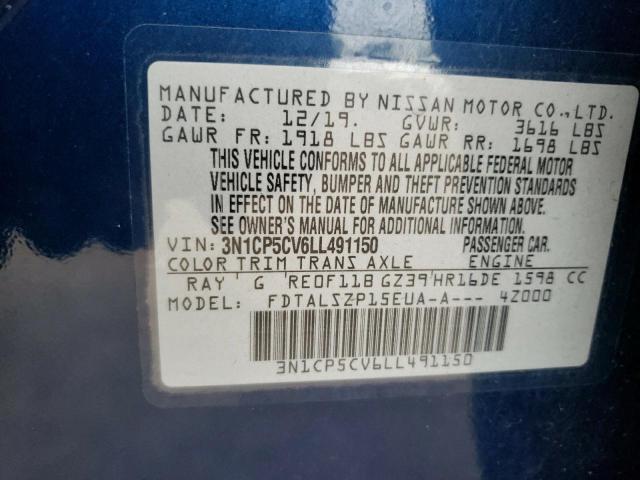 MANUFACTURED BY NISSAN MOTOR CO.,LTD.
DATE: 12/19. GVWR: 3616 LBS
GAWR FR: 1918 LBS GAWR RR: 1698 LBS
THIS VEHICLE CONFORMS TO ALL APPLICABLE FEDERAL MOTOR
VEHICLE SAFETY, BUMPER AND THEFT PREVENTION STANDARDS
IN EFFECT ON THE DATE OF MANUFACTURE SHOWN ABOVE.
SEE OWNER'S MANUAL FOR ADDITIONAL INFORMATION.
VIN: 3N1CP5CV6LL491150 PASSENGER CAR.
COLOR TRIM TRANS AXLE ENGINE
RAY G RE0F11B GZ39 HR16DE 1598 CC
MODEL: FDTALSZ-P15EUA-A--- 4Z000
3N1CP5CV6LL491150